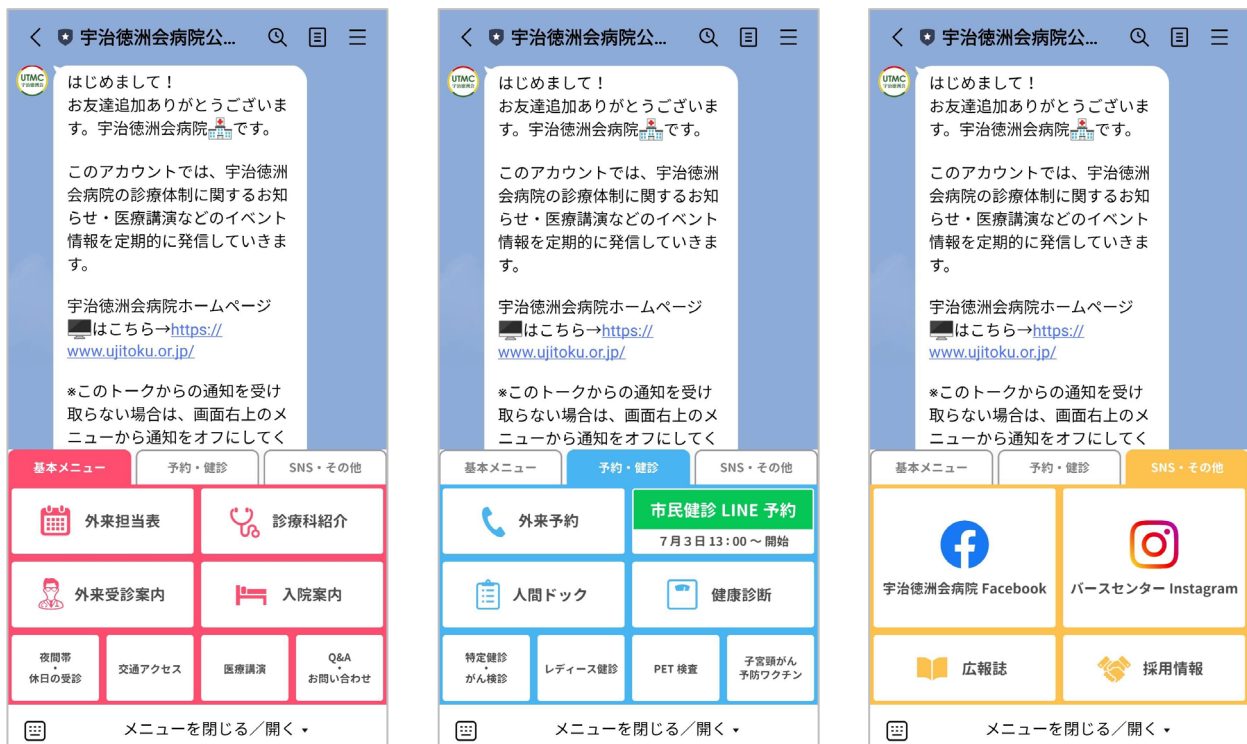 宇治徳洲会病院公...
UTMC
はじめまして！
お友達追加ありがとうございま
す。宇治徳洲会病院🏥です。
このアカウントでは、宇治徳洲
会病院の診療体制に関するお知
らせ・医療講演などのイベント
情報を定期的に発信していきま
す。
宇治徳洲会病院ホームページ
🖥️はこちら→https://
www.ujitoku.or.jp/
※このトークからの通知を受け
取らない場合は、画面右上のメ
ニューから通知をオフにしてく
基本メニュー
予約・健診
SNS・その他
外来担当表
診療科紹介
外来受診案内
入院案内
夜間帯
・
休日の受診
交通アクセス
医療講演
Q&A
・
お問い合わせ
メニューを閉じる／開く ▾
宇治徳洲会病院公...
UTMC
はじめまして！
お友達追加ありがとうございま
す。宇治徳洲会病院🏥です。
このアカウントでは、宇治徳洲
会病院の診療体制に関するお知
らせ・医療講演などのイベント
情報を定期的に発信していきま
す。
宇治徳洲会病院ホームページ
🖥️はこちら→https://
www.ujitoku.or.jp/
※このトークからの通知を受け
取らない場合は、画面右上のメ
ニューから通知をオフにしてく
基本メニュー
予約・健診
SNS・その他
外来予約
市民健診 LINE 予約
7月3日 13：00 ～ 開始
人間ドック
健康診断
特定健診
・
がん検診
レディース健診
PET 検査
子宮頸がん
予防ワクチン
メニューを閉じる／開く ▾
宇治徳洲会病院公...
UTMC
はじめまして！
お友達追加ありがとうございま
す。宇治徳洲会病院🏥です。
このアカウントでは、宇治徳洲
会病院の診療体制に関するお知
らせ・医療講演などのイベント
情報を定期的に発信していきま
す。
宇治徳洲会病院ホームページ
🖥️はこちら→https://
www.ujitoku.or.jp/
※このトークからの通知を受け
取らない場合は、画面右上のメ
ニューから通知をオフにしてく
基本メニュー
予約・健診
SNS・その他
宇治徳洲会病院 Facebook
バースセンター Instagram
広報誌
採用情報
メニューを閉じる／開く ▾